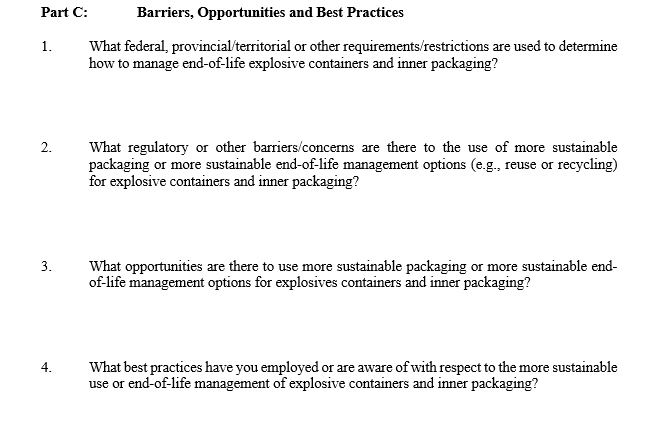 Part C: Barriers, Opportunities and Best Practices
1. What federal, provincial/territorial or other requirements/restrictions are used to determine
how to manage end-of-life explosive containers and inner packaging?
2. What regulatory or other barriers/concerns are there to the use of more sustainable
packaging or more sustainable end-of-life management options (e.g., reuse or recycling)
for explosive containers and inner packaging?
3. What opportunities are there to use more sustainable packaging or more sustainable end-
of-life management options for explosives containers and inner packaging?
4. What best practices have you employed or are aware of with respect to the more sustainable
use or end-of-life management of explosive containers and inner packaging?